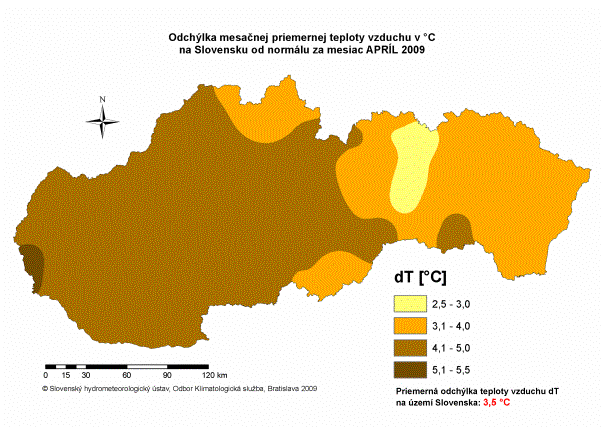 Odchýlka mesačnej priemernej teploty vzduchu v °C
na Slovensku od normálu za mesiac APRÍL 2009
N
dT [°C]
2,5 - 3,0
3,1 - 4,0
4,1 - 5,0
5,1 - 5,5
0 15 30 60 90 120 km
© Slovenský hydrometeorologický ústav, Odbor Klimatologická služba, Bratislava 2009
Priemerná odchýlka teploty vzduchu dT
na území Slovenska: 3,5 °C